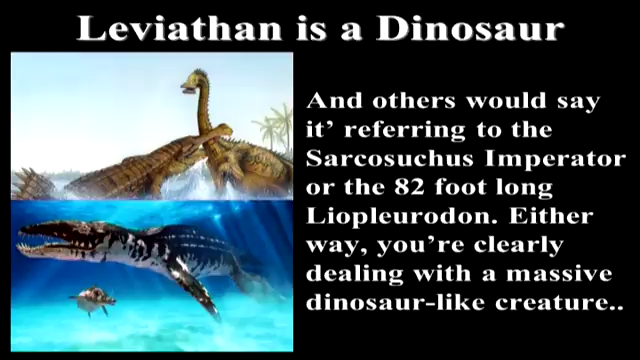 Leviathan is a Dinosaur
And others would say
it' referring to the
Sarcosuchus Imperator
or the 82 foot long
Liopleurodon. Either
way, you're clearly
dealing with a massive
dinosaur-like creature..